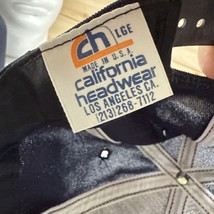 ch LGE
MADE IN U.S.A.
california
headwear
LOS ANGELES CA.
(213) 268-7112